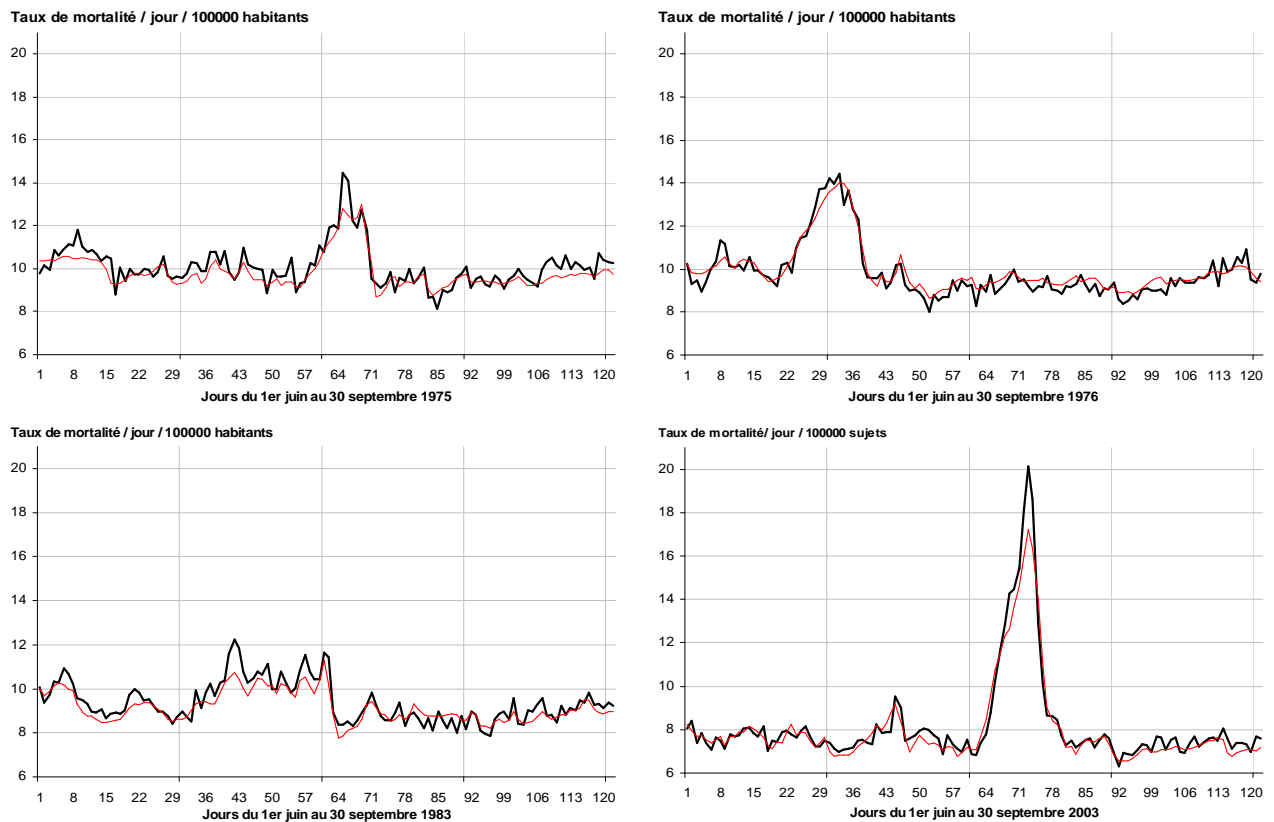 Taux de mortalité / jour / 100000 habitants
20
18
16
14
12
10
8
6
1 8 15 22 29 36 43 50 57 64 71 78 85 92 99 106 113 120
Jours du 1er juin au 30 septembre 1975
Taux de mortalité / jour / 100000 habitants
20
18
16
14
12
10
8
6
1 8 15 22 29 36 43 50 57 64 71 78 85 92 99 106 113 120
Jours du 1er juin au 30 septembre 1976
Taux de mortalité / jour / 100000 habitants
20
18
16
14
12
10
8
6
1 8 15 22 29 36 43 50 57 64 71 78 85 92 99 106 113 120
Jours du 1er juin au 30 septembre 1983
Taux de mortalité/ jour / 100000 sujets
20
18
16
14
12
10
8
6
1 8 15 22 29 36 43 50 57 64 71 78 85 92 99 106 113 120
Jours du 1er juin au 30 septembre 2003